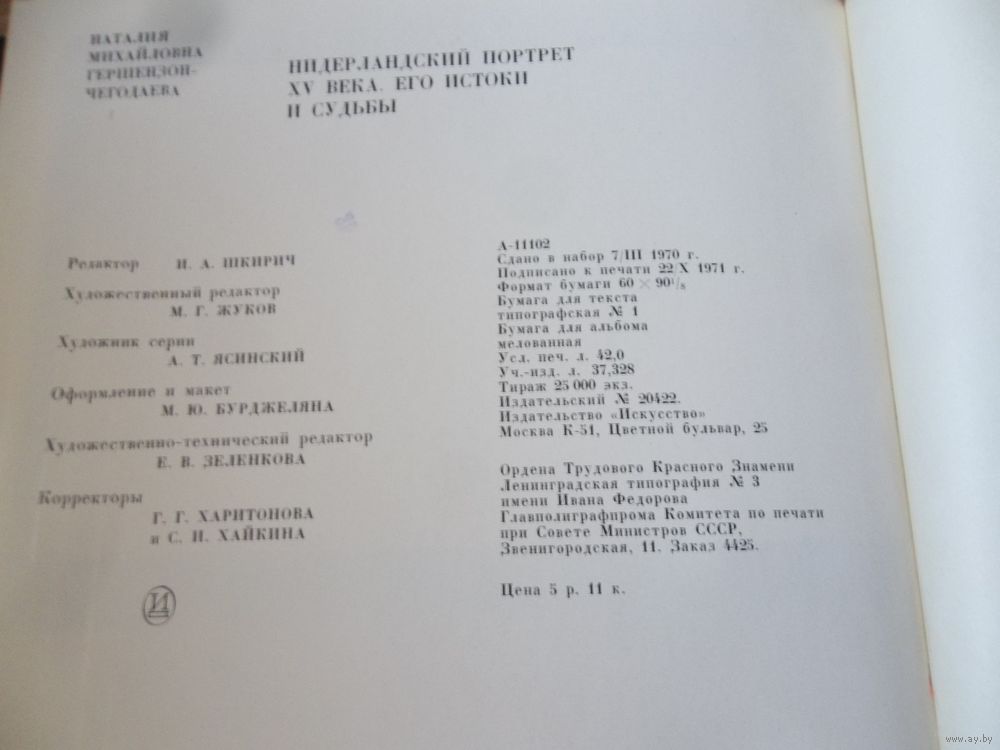 НАТАЛИЯ
МИХАЙЛОВНА
ГЕРШЕНЗОН-
ЧЕГОДАЕВА
НИДЕРЛАНДСКИЙ ПОРТРЕТ
XV ВЕКА. ЕГО ИСТОКИ
И СУДЬБЫ
Редактор И. А. ШКИРИЧ
Художественный редактор
М. Г. ЖУКОВ
Художник серии
А. Т. ЯСИНСКИЙ
Оформление и макет
М. Ю. БУРДЖЕЛЯНА
Художественно-технический редактор
Е. В. ЗЕЛЕНКОВА
Корректоры
Г. Г. ХАРИТОНОВА
и С. И. ХАЙКИНА
И
А-11102
Сдано в набор 7/III 1970 г.
Подписано к печати 22/X 1971 г.
Формат бумаги 60 × 90¹/₈
Бумага для текста
типографская № 1
Бумага для альбома
мелованная
Усл. печ. л. 42,0
Уч.-изд. л. 37,328
Тираж 25 000 экз.
Издательский № 20422.
Издательство «Искусство»
Москва К-51, Цветной бульвар, 25
Ордена Трудового Красного Знамени
Ленинградская типография № 3
имени Ивана Федорова
Главполиграфпрома Комитета по печати
при Совете Министров СССР,
Звенигородская, 11. Заказ 4425.
Цена 5 р. 11 к.
www.ay.by